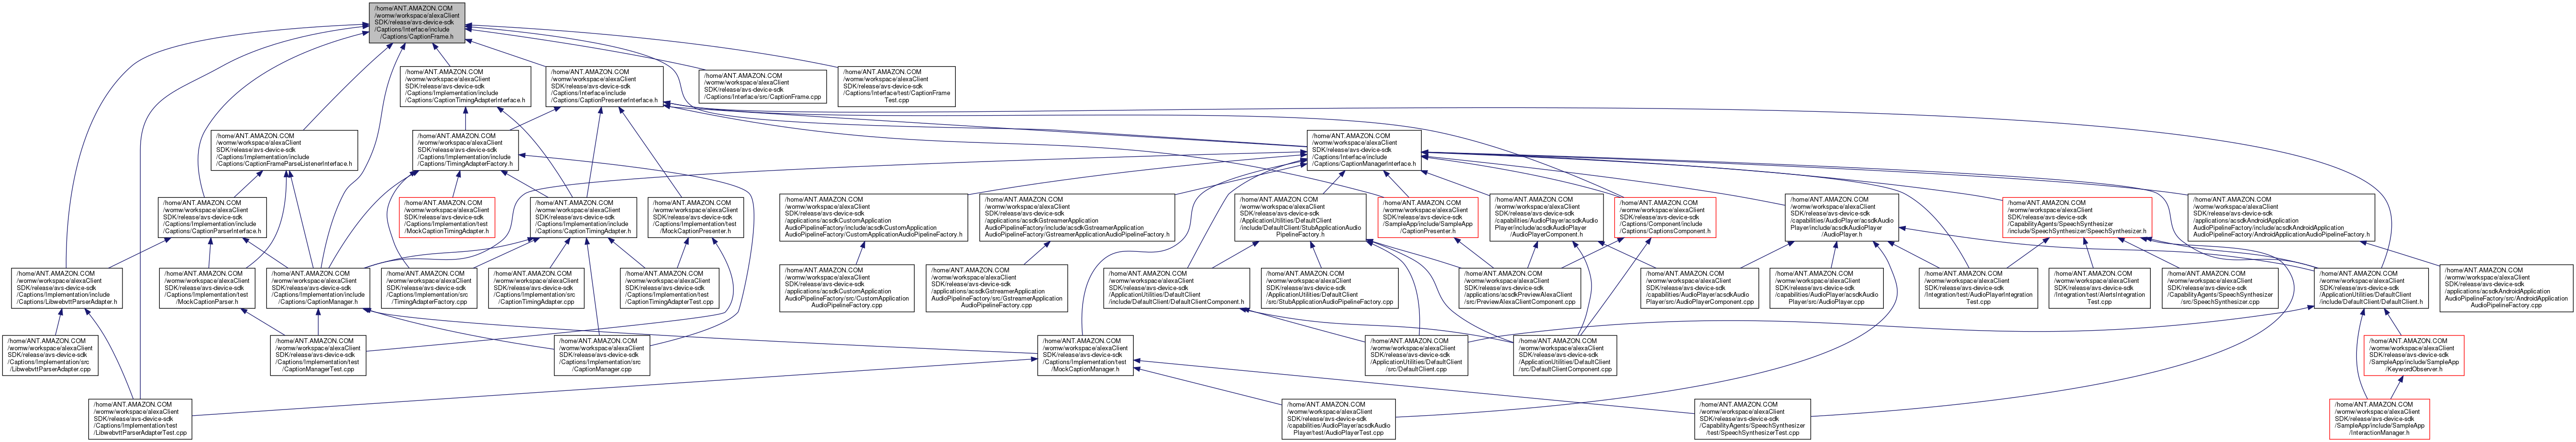 /home/ANT.AMAZON.COM
/womw/workspace/alexaClient
SDK/release/avs-device-sdk
/Captions/Interface/include
/Captions/CaptionFrame.h
/home/ANT.AMAZON.COM
/womw/workspace/alexaClient
SDK/release/avs-device-sdk
/Captions/Implementation/include
/Captions/CaptionTimingAdapterInterface.h
/home/ANT.AMAZON.COM
/womw/workspace/alexaClient
SDK/release/avs-device-sdk
/Captions/Interface/include
/Captions/CaptionPresenterInterface.h
/home/ANT.AMAZON.COM
/womw/workspace/alexaClient
SDK/release/avs-device-sdk
/Captions/Interface/src/CaptionFrame.cpp
/home/ANT.AMAZON.COM
/womw/workspace/alexaClient
SDK/release/avs-device-sdk
/Captions/Interface/test/CaptionFrame
Test.cpp
/home/ANT.AMAZON.COM
/womw/workspace/alexaClient
SDK/release/avs-device-sdk
/Captions/Implementation/include
/Captions/CaptionFrameParseListenerInterface.h
/home/ANT.AMAZON.COM
/womw/workspace/alexaClient
SDK/release/avs-device-sdk
/Captions/Implementation/include
/Captions/TimingAdapterFactory.h
/home/ANT.AMAZON.COM
/womw/workspace/alexaClient
SDK/release/avs-device-sdk
/Captions/Interface/include
/Captions/CaptionManagerInterface.h
/home/ANT.AMAZON.COM
/womw/workspace/alexaClient
SDK/release/avs-device-sdk
/Captions/Implementation/include
/Captions/CaptionParserInterface.h
/home/ANT.AMAZON.COM
/womw/workspace/alexaClient
SDK/release/avs-device-sdk
/Captions/Implementation/test
/MockCaptionTimingAdapter.h
/home/ANT.AMAZON.COM
/womw/workspace/alexaClient
SDK/release/avs-device-sdk
/Captions/Implementation/include
/Captions/CaptionTimingAdapter.h
/home/ANT.AMAZON.COM
/womw/workspace/alexaClient
SDK/release/avs-device-sdk
/Captions/Implementation/test
/MockCaptionPresenter.h
/home/ANT.AMAZON.COM
/womw/workspace/alexaClient
SDK/release/avs-device-sdk
/applications/acsdkCustomApplication
AudioPipelineFactory/include/acsdkCustomApplication
AudioPipelineFactory/CustomApplicationAudioPipelineFactory.h
/home/ANT.AMAZON.COM
/womw/workspace/alexaClient
SDK/release/avs-device-sdk
/applications/acsdkGstreamerApplication
AudioPipelineFactory/include/acsdkGstreamerApplication
AudioPipelineFactory/GstreamerApplicationAudioPipelineFactory.h
/home/ANT.AMAZON.COM
/womw/workspace/alexaClient
SDK/release/avs-device-sdk
/ApplicationUtilities/DefaultClient
/include/DefaultClient/StubApplicationAudio
PipelineFactory.h
/home/ANT.AMAZON.COM
/womw/workspace/alexaClient
SDK/release/avs-device-sdk
/SampleApp/include/SampleApp
/CaptionPresenter.h
/home/ANT.AMAZON.COM
/womw/workspace/alexaClient
SDK/release/avs-device-sdk
/capabilities/AudioPlayer/acsdkAudio
Player/include/acsdkAudioPlayer
/AudioPlayerComponent.h
/home/ANT.AMAZON.COM
/womw/workspace/alexaClient
SDK/release/avs-device-sdk
/Captions/Component/include
/Captions/CaptionsComponent.h
/home/ANT.AMAZON.COM
/womw/workspace/alexaClient
SDK/release/avs-device-sdk
/capabilities/AudioPlayer/acsdkAudio
Player/include/acsdkAudioPlayer
/AudioPlayer.h
/home/ANT.AMAZON.COM
/womw/workspace/alexaClient
SDK/release/avs-device-sdk
/CapabilityAgents/SpeechSynthesizer
/include/SpeechSynthesizer/SpeechSynthesizer.h
/home/ANT.AMAZON.COM
/womw/workspace/alexaClient
SDK/release/avs-device-sdk
/applications/acsdkAndroidApplication
AudioPipelineFactory/include/acsdkAndroidApplication
AudioPipelineFactory/AndroidApplicationAudioPipelineFactory.h
/home/ANT.AMAZON.COM
/womw/workspace/alexaClient
SDK/release/avs-device-sdk
/Captions/Implementation/include
/Captions/LibwebvttParserAdapter.h
/home/ANT.AMAZON.COM
/womw/workspace/alexaClient
SDK/release/avs-device-sdk
/Captions/Implementation/test
/MockCaptionParser.h
/home/ANT.AMAZON.COM
/womw/workspace/alexaClient
SDK/release/avs-device-sdk
/Captions/Implementation/include
/Captions/CaptionManager.h
/home/ANT.AMAZON.COM
/womw/workspace/alexaClient
SDK/release/avs-device-sdk
/Captions/Implementation/src
/TimingAdapterFactory.cpp
/home/ANT.AMAZON.COM
/womw/workspace/alexaClient
SDK/release/avs-device-sdk
/Captions/Implementation/src
/CaptionTimingAdapter.cpp
/home/ANT.AMAZON.COM
/womw/workspace/alexaClient
SDK/release/avs-device-sdk
/Captions/Implementation/test
/CaptionTimingAdapterTest.cpp
/home/ANT.AMAZON.COM
/womw/workspace/alexaClient
SDK/release/avs-device-sdk
/applications/acsdkCustomApplication
AudioPipelineFactory/src/CustomApplication
AudioPipelineFactory.cpp
/home/ANT.AMAZON.COM
/womw/workspace/alexaClient
SDK/release/avs-device-sdk
/applications/acsdkGstreamerApplication
AudioPipelineFactory/src/GstreamerApplication
AudioPipelineFactory.cpp
/home/ANT.AMAZON.COM
/womw/workspace/alexaClient
SDK/release/avs-device-sdk
/ApplicationUtilities/DefaultClient
/include/DefaultClient/DefaultClientComponent.h
/home/ANT.AMAZON.COM
/womw/workspace/alexaClient
SDK/release/avs-device-sdk
/ApplicationUtilities/DefaultClient
/src/StubApplicationAudioPipelineFactory.cpp
/home/ANT.AMAZON.COM
/womw/workspace/alexaClient
SDK/release/avs-device-sdk
/applications/acsdkPreviewAlexaClient
/src/PreviewAlexaClientComponent.cpp
/home/ANT.AMAZON.COM
/womw/workspace/alexaClient
SDK/release/avs-device-sdk
/capabilities/AudioPlayer/acsdkAudio
Player/src/AudioPlayerComponent.cpp
/home/ANT.AMAZON.COM
/womw/workspace/alexaClient
SDK/release/avs-device-sdk
/capabilities/AudioPlayer/acsdkAudio
Player/src/AudioPlayer.cpp
/home/ANT.AMAZON.COM
/womw/workspace/alexaClient
SDK/release/avs-device-sdk
/Integration/test/AudioPlayerIntegration
Test.cpp
/home/ANT.AMAZON.COM
/womw/workspace/alexaClient
SDK/release/avs-device-sdk
/Integration/test/AlertsIntegration
Test.cpp
/home/ANT.AMAZON.COM
/womw/workspace/alexaClient
SDK/release/avs-device-sdk
/CapabilityAgents/SpeechSynthesizer
/src/SpeechSynthesizer.cpp
/home/ANT.AMAZON.COM
/womw/workspace/alexaClient
SDK/release/avs-device-sdk
/ApplicationUtilities/DefaultClient
/include/DefaultClient/DefaultClient.h
/home/ANT.AMAZON.COM
/womw/workspace/alexaClient
SDK/release/avs-device-sdk
/applications/acsdkAndroidApplication
AudioPipelineFactory/src/AndroidApplication
AudioPipelineFactory.cpp
/home/ANT.AMAZON.COM
/womw/workspace/alexaClient
SDK/release/avs-device-sdk
/Captions/Implementation/src
/LibwebvttParserAdapter.cpp
/home/ANT.AMAZON.COM
/womw/workspace/alexaClient
SDK/release/avs-device-sdk
/Captions/Implementation/test
/CaptionManagerTest.cpp
/home/ANT.AMAZON.COM
/womw/workspace/alexaClient
SDK/release/avs-device-sdk
/Captions/Implementation/src
/CaptionManager.cpp
/home/ANT.AMAZON.COM
/womw/workspace/alexaClient
SDK/release/avs-device-sdk
/Captions/Implementation/test
/MockCaptionManager.h
/home/ANT.AMAZON.COM
/womw/workspace/alexaClient
SDK/release/avs-device-sdk
/ApplicationUtilities/DefaultClient
/src/DefaultClient.cpp
/home/ANT.AMAZON.COM
/womw/workspace/alexaClient
SDK/release/avs-device-sdk
/ApplicationUtilities/DefaultClient
/src/DefaultClientComponent.cpp
/home/ANT.AMAZON.COM
/womw/workspace/alexaClient
SDK/release/avs-device-sdk
/SampleApp/include/SampleApp
/KeywordObserver.h
/home/ANT.AMAZON.COM
/womw/workspace/alexaClient
SDK/release/avs-device-sdk
/Captions/Implementation/test
/LibwebvttParserAdapterTest.cpp
/home/ANT.AMAZON.COM
/womw/workspace/alexaClient
SDK/release/avs-device-sdk
/capabilities/AudioPlayer/acsdkAudio
Player/test/AudioPlayerTest.cpp
/home/ANT.AMAZON.COM
/womw/workspace/alexaClient
SDK/release/avs-device-sdk
/CapabilityAgents/SpeechSynthesizer
/test/SpeechSynthesizerTest.cpp
/home/ANT.AMAZON.COM
/womw/workspace/alexaClient
SDK/release/avs-device-sdk
/SampleApp/include/SampleApp
/InteractionManager.h